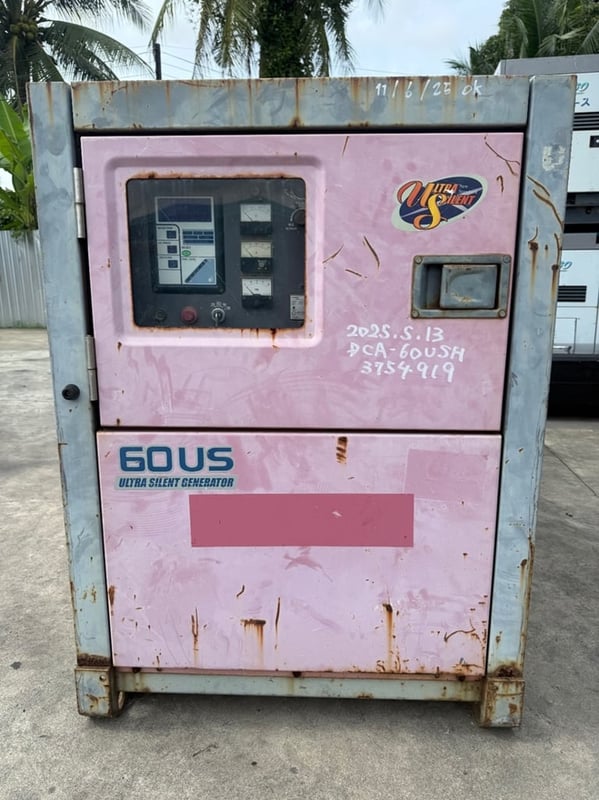 11/6/25 OK
ULTRA
SILENT
2025.5.13
DCA-60USH
3754919
60US
ULTRA SILENT GENERATOR